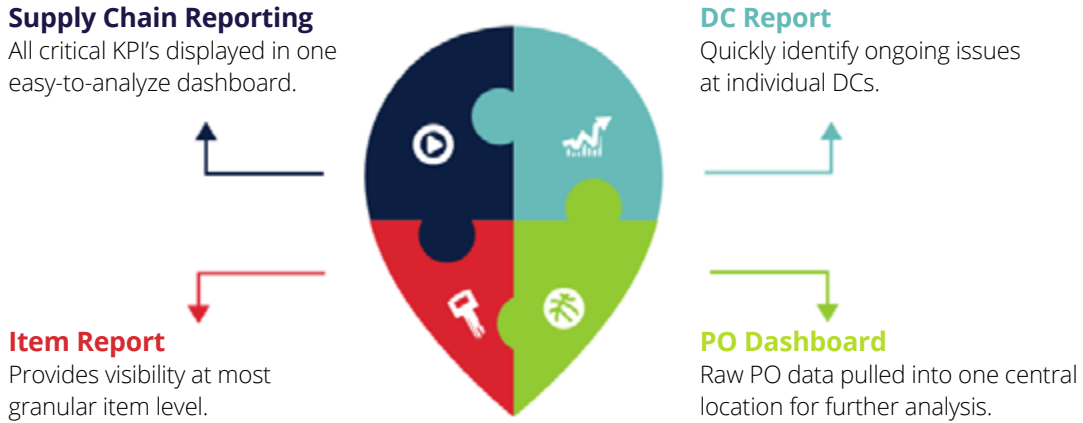 Supply Chain Reporting
All critical KPI's displayed in one
easy-to-analyze dashboard.
DC Report
Quickly identify ongoing issues
at individual DCs.
Item Report
Provides visibility at most
granular item level.
PO Dashboard
Raw PO data pulled into one central
location for further analysis.